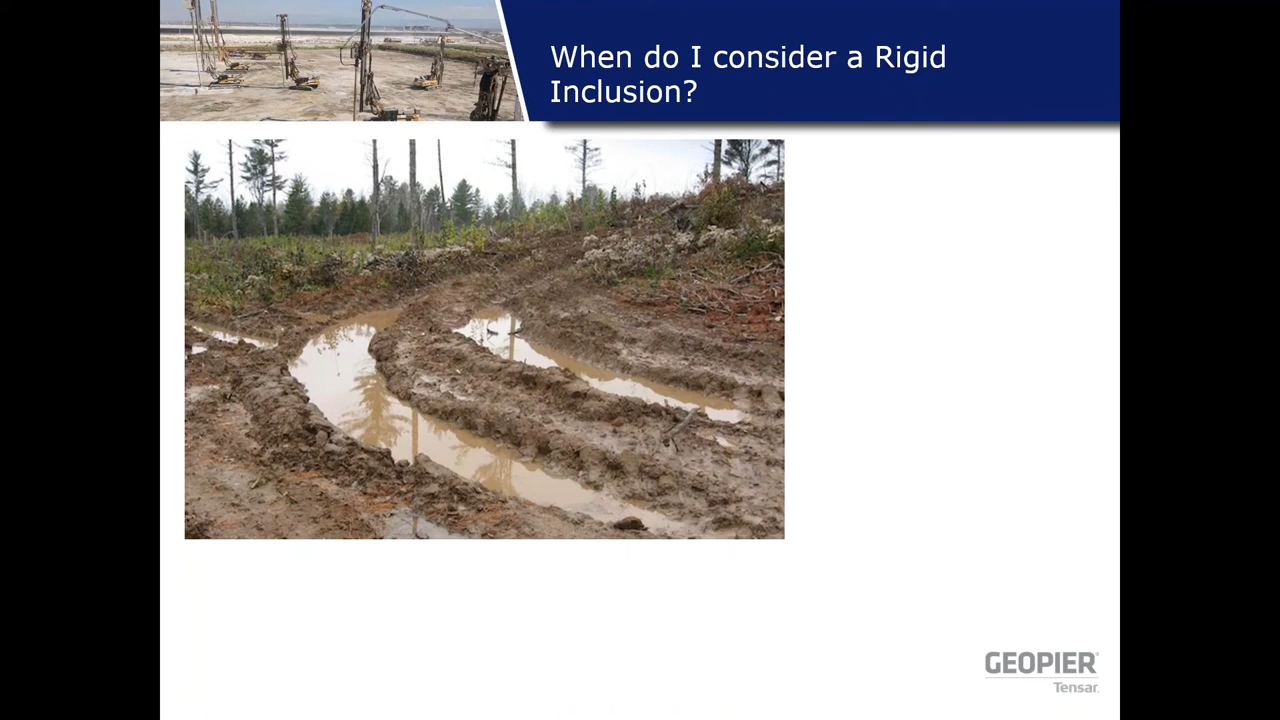 When do I consider a Rigid
Inclusion?
GEOPIER®
Tensar.